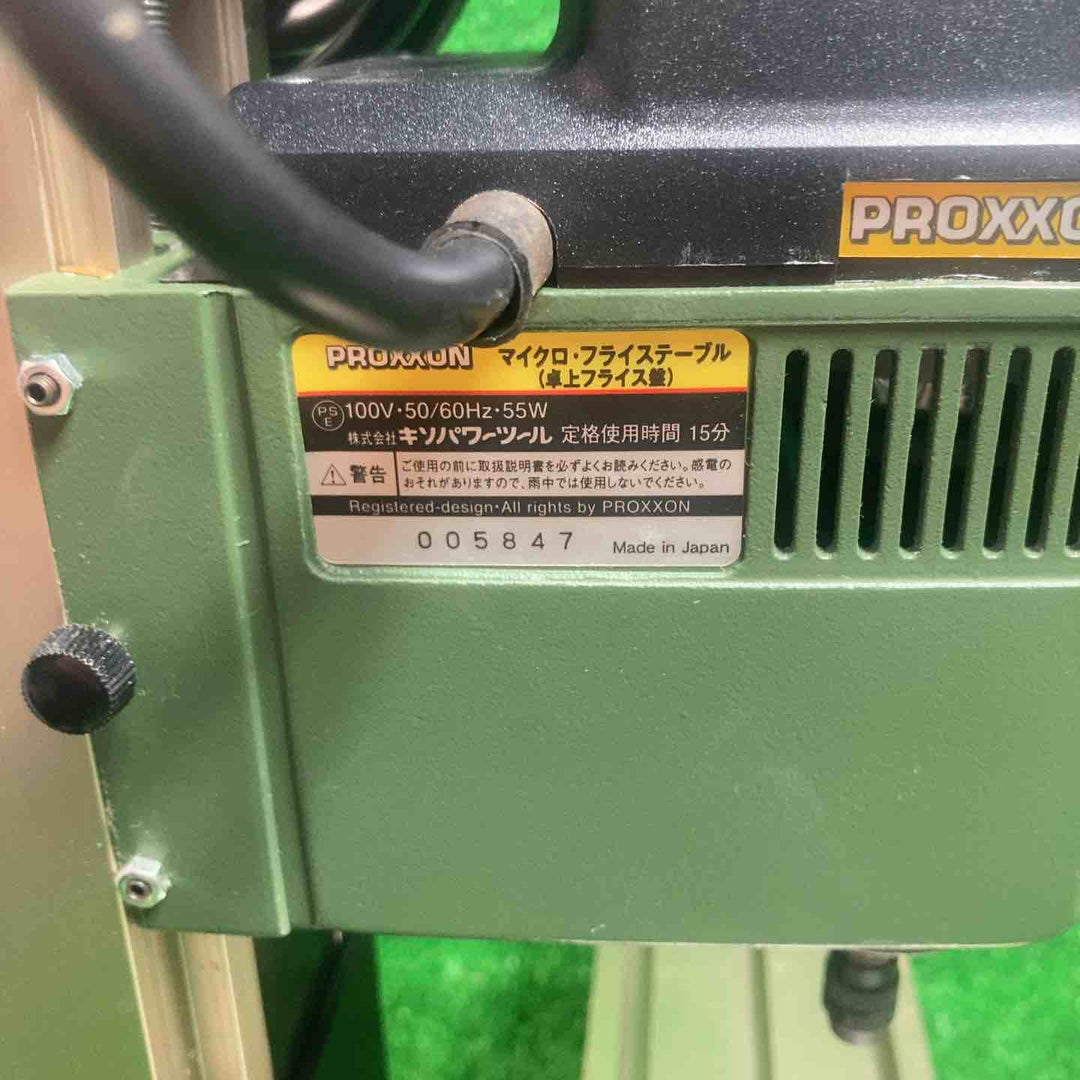 PROXXO
PROXXON マイクロ・フライステーブル
(卓上フライス盤)
PS E 100V・50/60Hz・55W
株式会社 キソパワーツール 定格使用時間 15分
警告 ご使用の前に取扱説明書を必ずよくお読みください。感電の
おそれがありますので、雨中では使用しないでください。
Registered-design・All rights by PROXXON
005847 Made in Japan